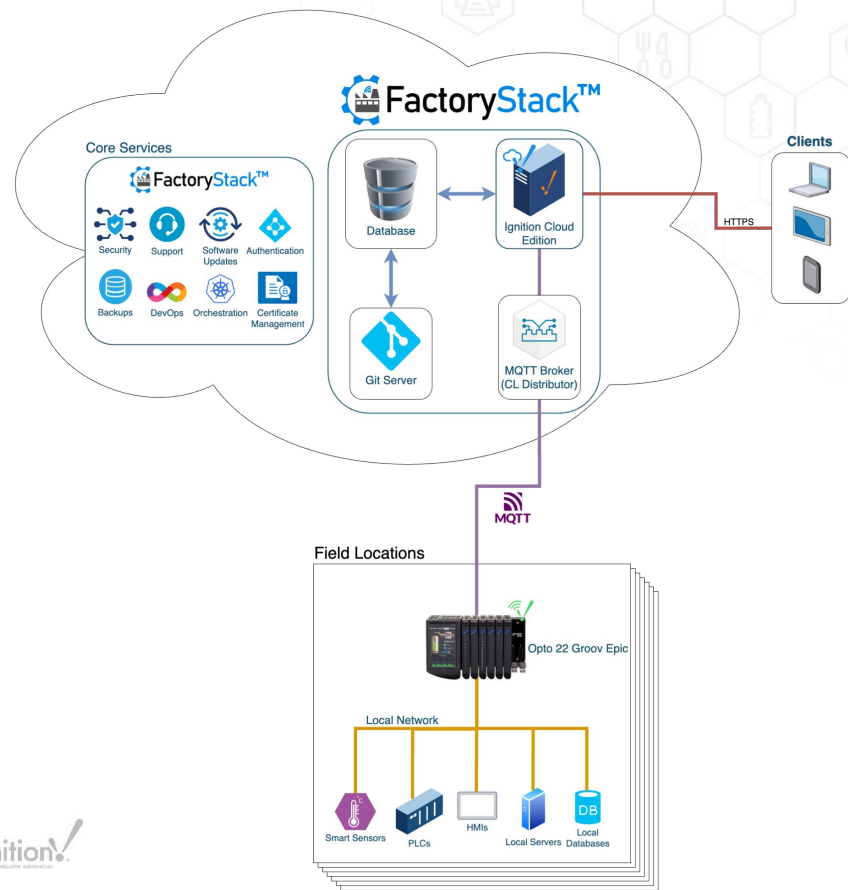 FactoryStack™
Core Services
FactoryStack™
Security
Support
Software
Updates
Authentication
Backups
DevOps
Orchestration
Certificate
Management
Database
Ignition Cloud
Edition
Git Server
MQTT Broker
(CL Distributor)
HTTPS
Clients
MQTT
Field Locations
Opto 22 Groov Epic
Local Network
°C
Smart Sensors
PLCs
HMIs
Local Servers
DB
Local
Databases
nition!